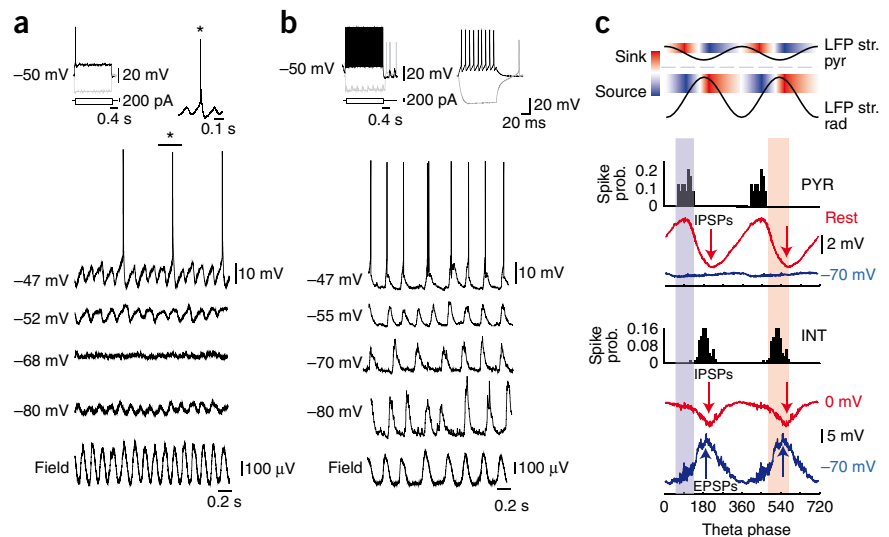 a
*
–50 mV
20 mV
200 pA
0.4 s
0.1 s
*
–47 mV
10 mV
–52 mV
–68 mV
–80 mV
Field
100 µV
0.2 s
b
–50 mV
20 mV
200 pA
0.4 s
20 mV
20 ms
–47 mV
10 mV
–55 mV
–70 mV
–80 mV
Field
100 µV
0.2 s
c
Sink
Source
LFP str.
pyr
LFP str.
rad
Spike
prob.
0.2
0.1
0
PYR
IPSPs
Rest
2 mV
–70 mV
Spike
prob.
0.16
0.08
0
INT
IPSPs
0 mV
5 mV
–70 mV
EPSPs
0 180 360 540 720
Theta phase